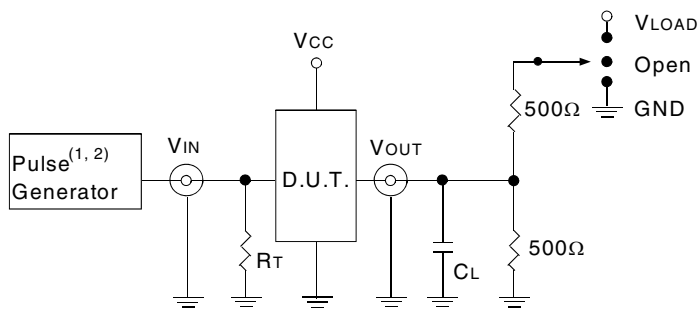 VLOAD
VCC
Open
500Ω
GND
VIN
VOUT
Pulse(1, 2)
Generator
D.U.T.
500Ω
RT
CL